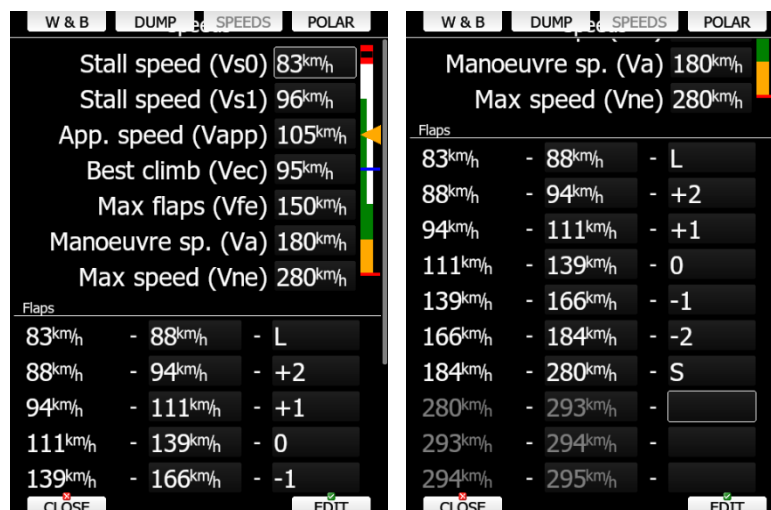 W & B DUMP SPEEDS POLAR
Speeds
Stall speed (Vs0) 83km/h
Stall speed (Vs1) 96km/h
App. speed (Vapp) 105km/h
Best climb (Vec) 95km/h
Max flaps (Vfe) 150km/h
Manoeuvre sp. (Va) 180km/h
Max speed (Vne) 280km/h
Flaps
83km/h - 88km/h - L
88km/h - 94km/h - +2
94km/h - 111km/h - +1
111km/h - 139km/h - 0
139km/h - 166km/h - -1
CLOSE EDIT
W & B DUMP SPEEDS POLAR
Manoeuvre sp. (Va) 180km/h
Max speed (Vne) 280km/h
Flaps
83km/h - 88km/h - L
88km/h - 94km/h - +2
94km/h - 111km/h - +1
111km/h - 139km/h - 0
139km/h - 166km/h - -1
166km/h - 184km/h - -2
184km/h - 280km/h - S
280km/h - 293km/h -
293km/h - 294km/h -
294km/h - 295km/h -
CLOSE EDIT